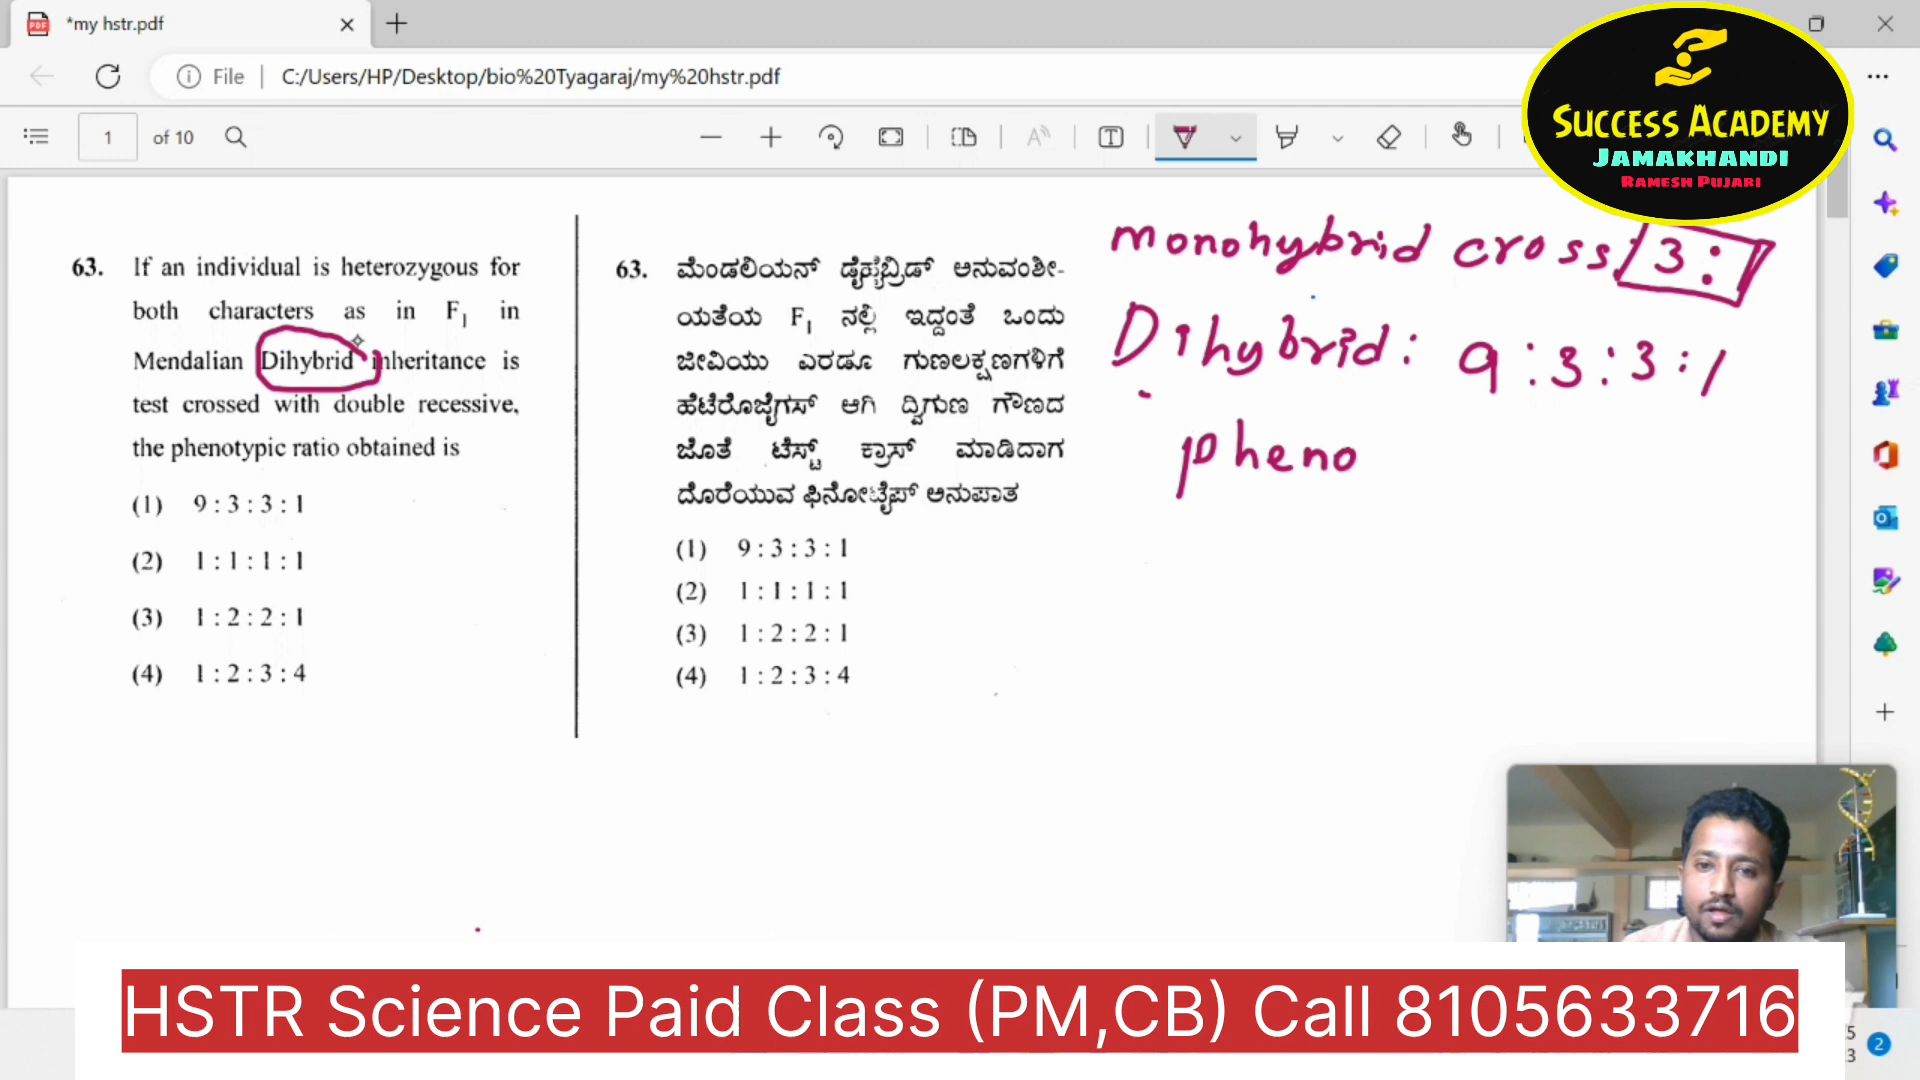 *my hstr.pdf
File
C:/Users/HP/Desktop/bio%20Tyagaraj/my%20hstr.pdf
1 of 10
SUCCESS ACADEMY
JAMAKHANDI
RAMESH PUJARI
63. If an individual is heterozygous for
both characters as in F1 in
Mendalian Dihybrid inheritance is
test crossed with double recessive,
the phenotypic ratio obtained is
(1) 9 : 3 : 3 : 1
(2) 1 : 1 : 1 : 1
(3) 1 : 2 : 2 : 1
(4) 1 : 2 : 3 : 4
63. ಮೆಂಡಲಿಯನ್ ಡೈಹೈಬ್ರಿಡ್ ಅನುವಂಶೀ-
ಯತೆಯ F1 ನಲ್ಲಿ ಇದ್ದಂತೆ ಒಂದು
ಜೀವಿಯು ಎರಡೂ ಗುಣಲಕ್ಷಣಗಳಿಗೆ
ಹೆಟೆರೊಜೈಗಸ್ ಆಗಿ ದ್ವಿಗುಣ ಗೌಣದ
ಜೊತೆ ಟೆಸ್ಟ್ ಕ್ರಾಸ್ ಮಾಡಿದಾಗ
ದೊರೆಯುವ ಫಿನೋಟೈಪ್ ಅನುಪಾತ
(1) 9 : 3 : 3 : 1
(2) 1 : 1 : 1 : 1
(3) 1 : 2 : 2 : 1
(4) 1 : 2 : 3 : 4
monohybrid cross 3 : 1
Dihybrid : 9 : 3 : 3 : 1
pheno
HSTR Science Paid Class (PM,CB) Call 8105633716
5
3
2